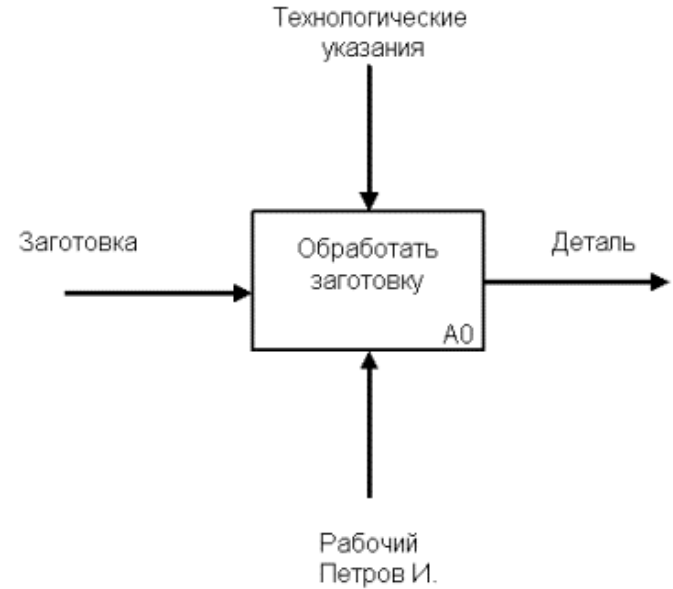 Технологические
указания
Заготовка
Обработать
заготовку
A0
Деталь
Рабочий
Петров И.